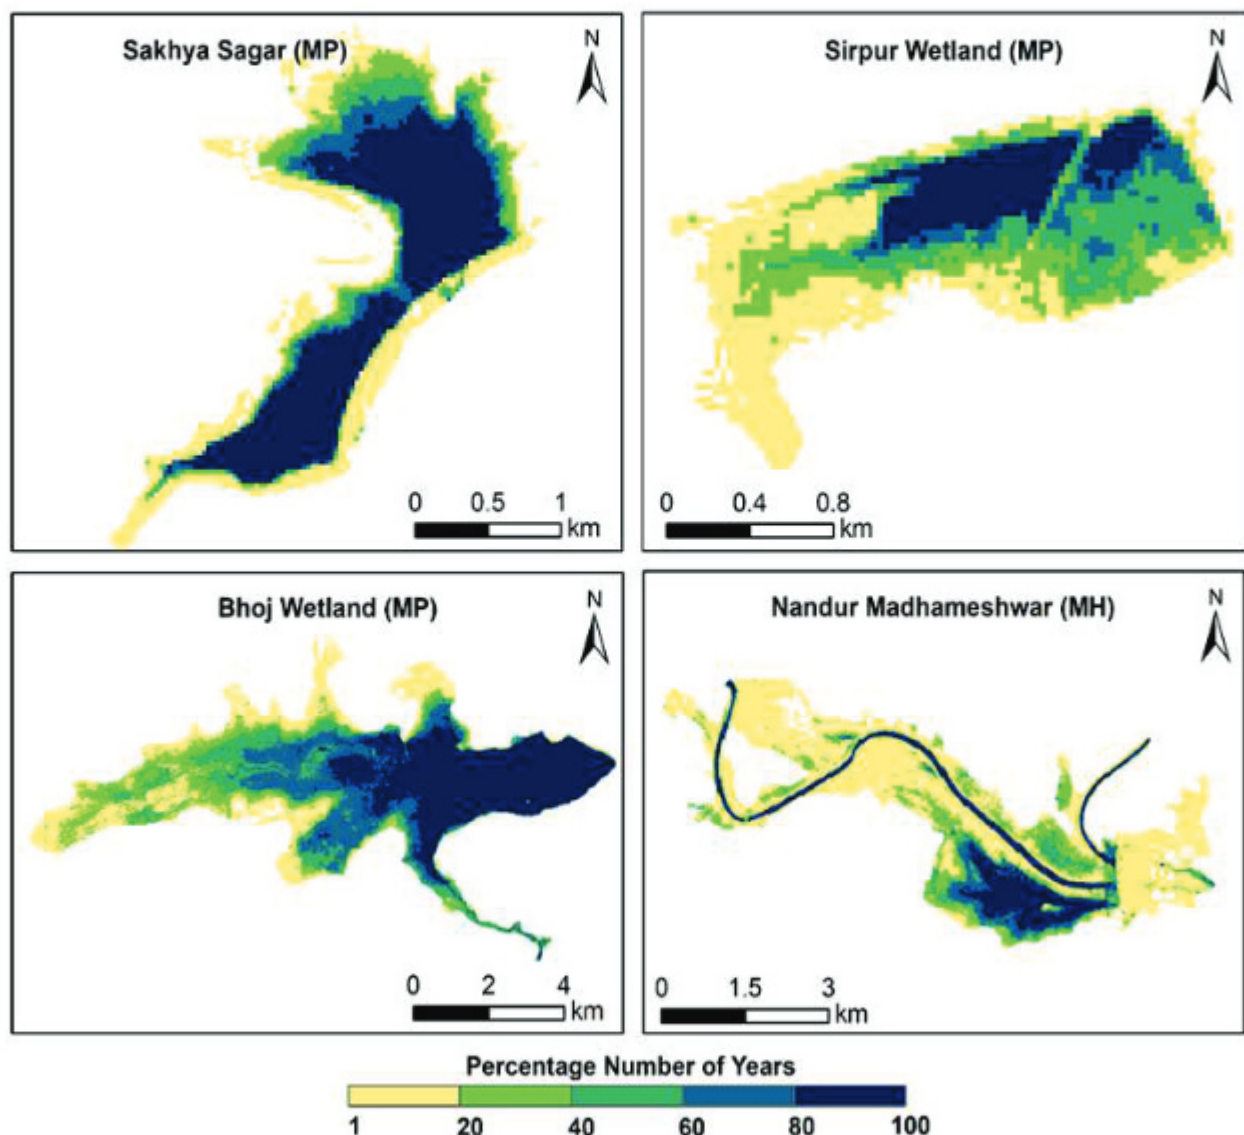 Sakhya Sagar (MP)
N
0 0.5 1
km
Sirpur Wetland (MP)
N
0 0.4 0.8
km
Bhoj Wetland (MP)
N
0 2 4
km
Nandur Madhameshwar (MH)
N
0 1.5 3
km
Percentage Number of Years
1 20 40 60 80 100